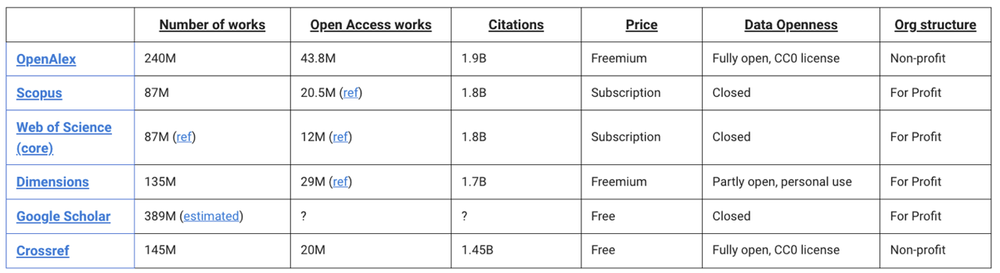 Number of works Open Access works Citations Price Data Openness Org structure
OpenAlex 240M 43.8M 1.9B Freemium Fully open, CC0 license Non-profit
Scopus 87M 20.5M (ref) 1.8B Subscription Closed For Profit
Web of Science
(core) 87M (ref) 12M (ref) 1.8B Subscription Closed For Profit
Dimensions 135M 29M (ref) 1.7B Freemium Partly open, personal use For Profit
Google Scholar 389M (estimated) ? ? Free Closed For Profit
Crossref 145M 20M 1.45B Free Fully open, CC0 license Non-profit